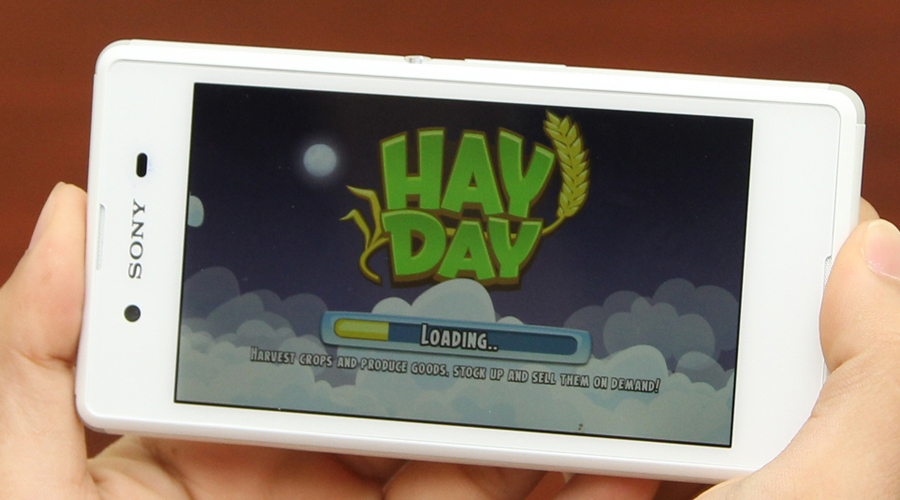 SONY
HAY
DAY
LOADING..
HARVEST CROPS AND PRODUCE GOODS, STOCK UP AND SELL THEM ON DEMAND!